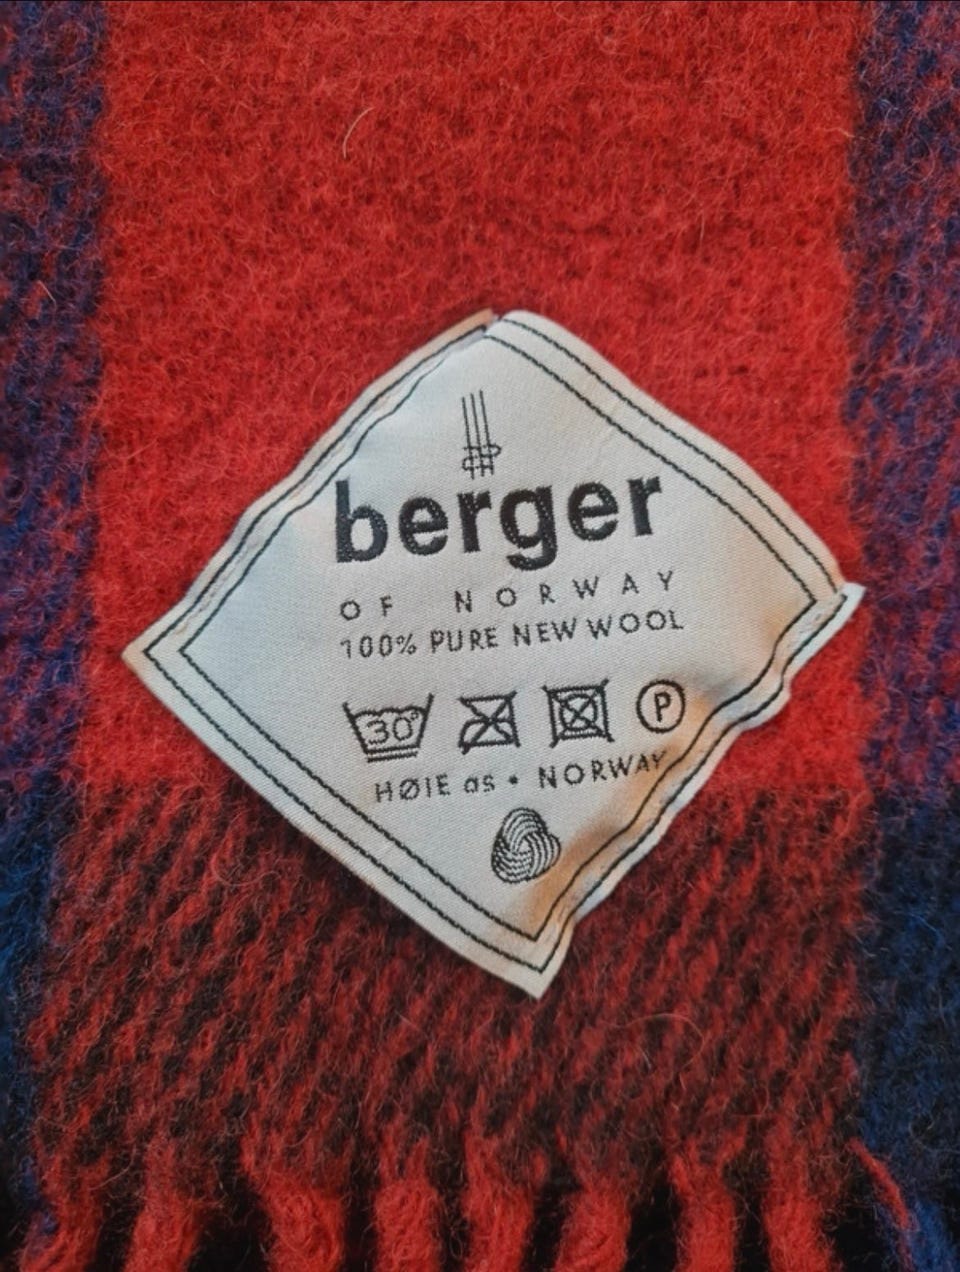 berger
OF NORWAY
100% PURE NEW WOOL
30° P
HØIE as • NORWAY